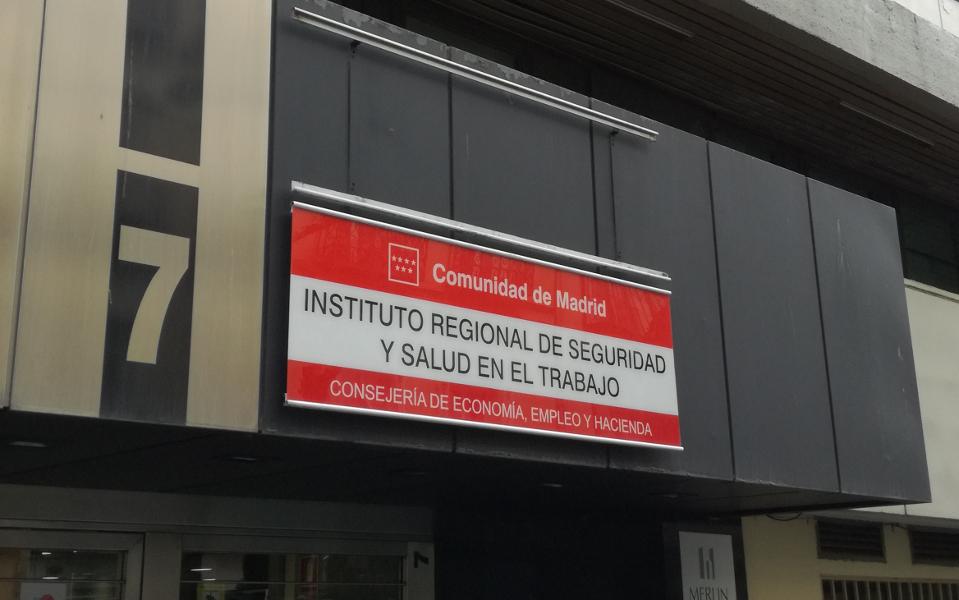 7
Comunidad de Madrid
INSTITUTO REGIONAL DE SEGURIDAD
Y SALUD EN EL TRABAJO
CONSEJERÍA DE ECONOMÍA, EMPLEO Y HACIENDA
MERLIN